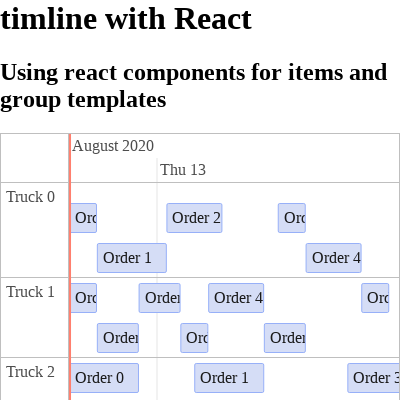 timline with React
Using react components for items and
group templates
August 2020
Thu 13
Truck 0
Ord
Order 2
Ord
Order 1
Order 4
Truck 1
Ord
Order
Order 4
Ord
Order
Ord
Order
Truck 2
Order 0
Order 1
Order 3